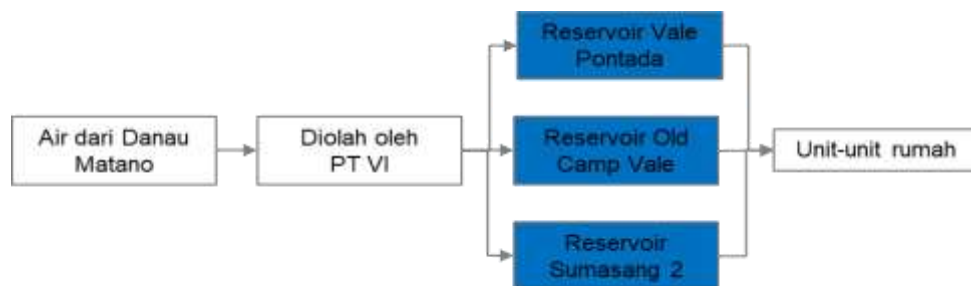 Air dari Danau
Matano
Diolah oleh
PT VI
Reservoir Vale
Pontada
Reservoir Old
Camp Vale
Reservoir
Sumasang 2
Unit-unit rumah